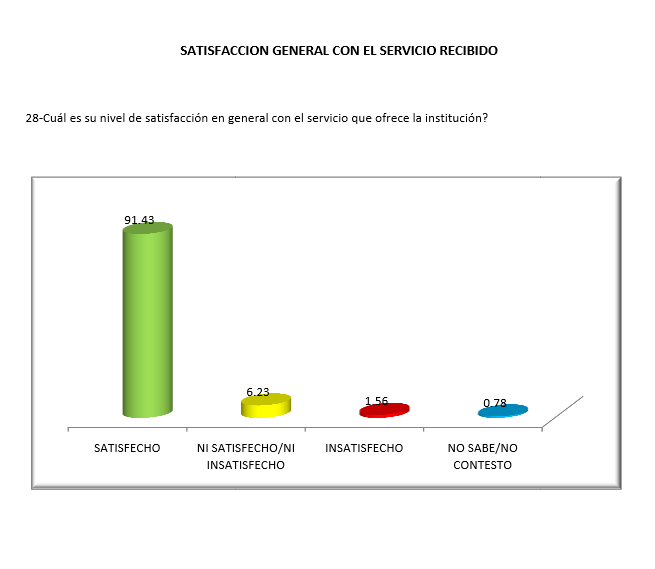 SATISFACCION GENERAL CON EL SERVICIO RECIBIDO
28-Cuál es su nivel de satisfacción en general con el servicio que ofrece la institución?
91.43
6.23
1.56
0.78
SATISFECHO
NI SATISFECHO/NI
INSATISFECHO
INSATISFECHO
NO SABE/NO
CONTESTO